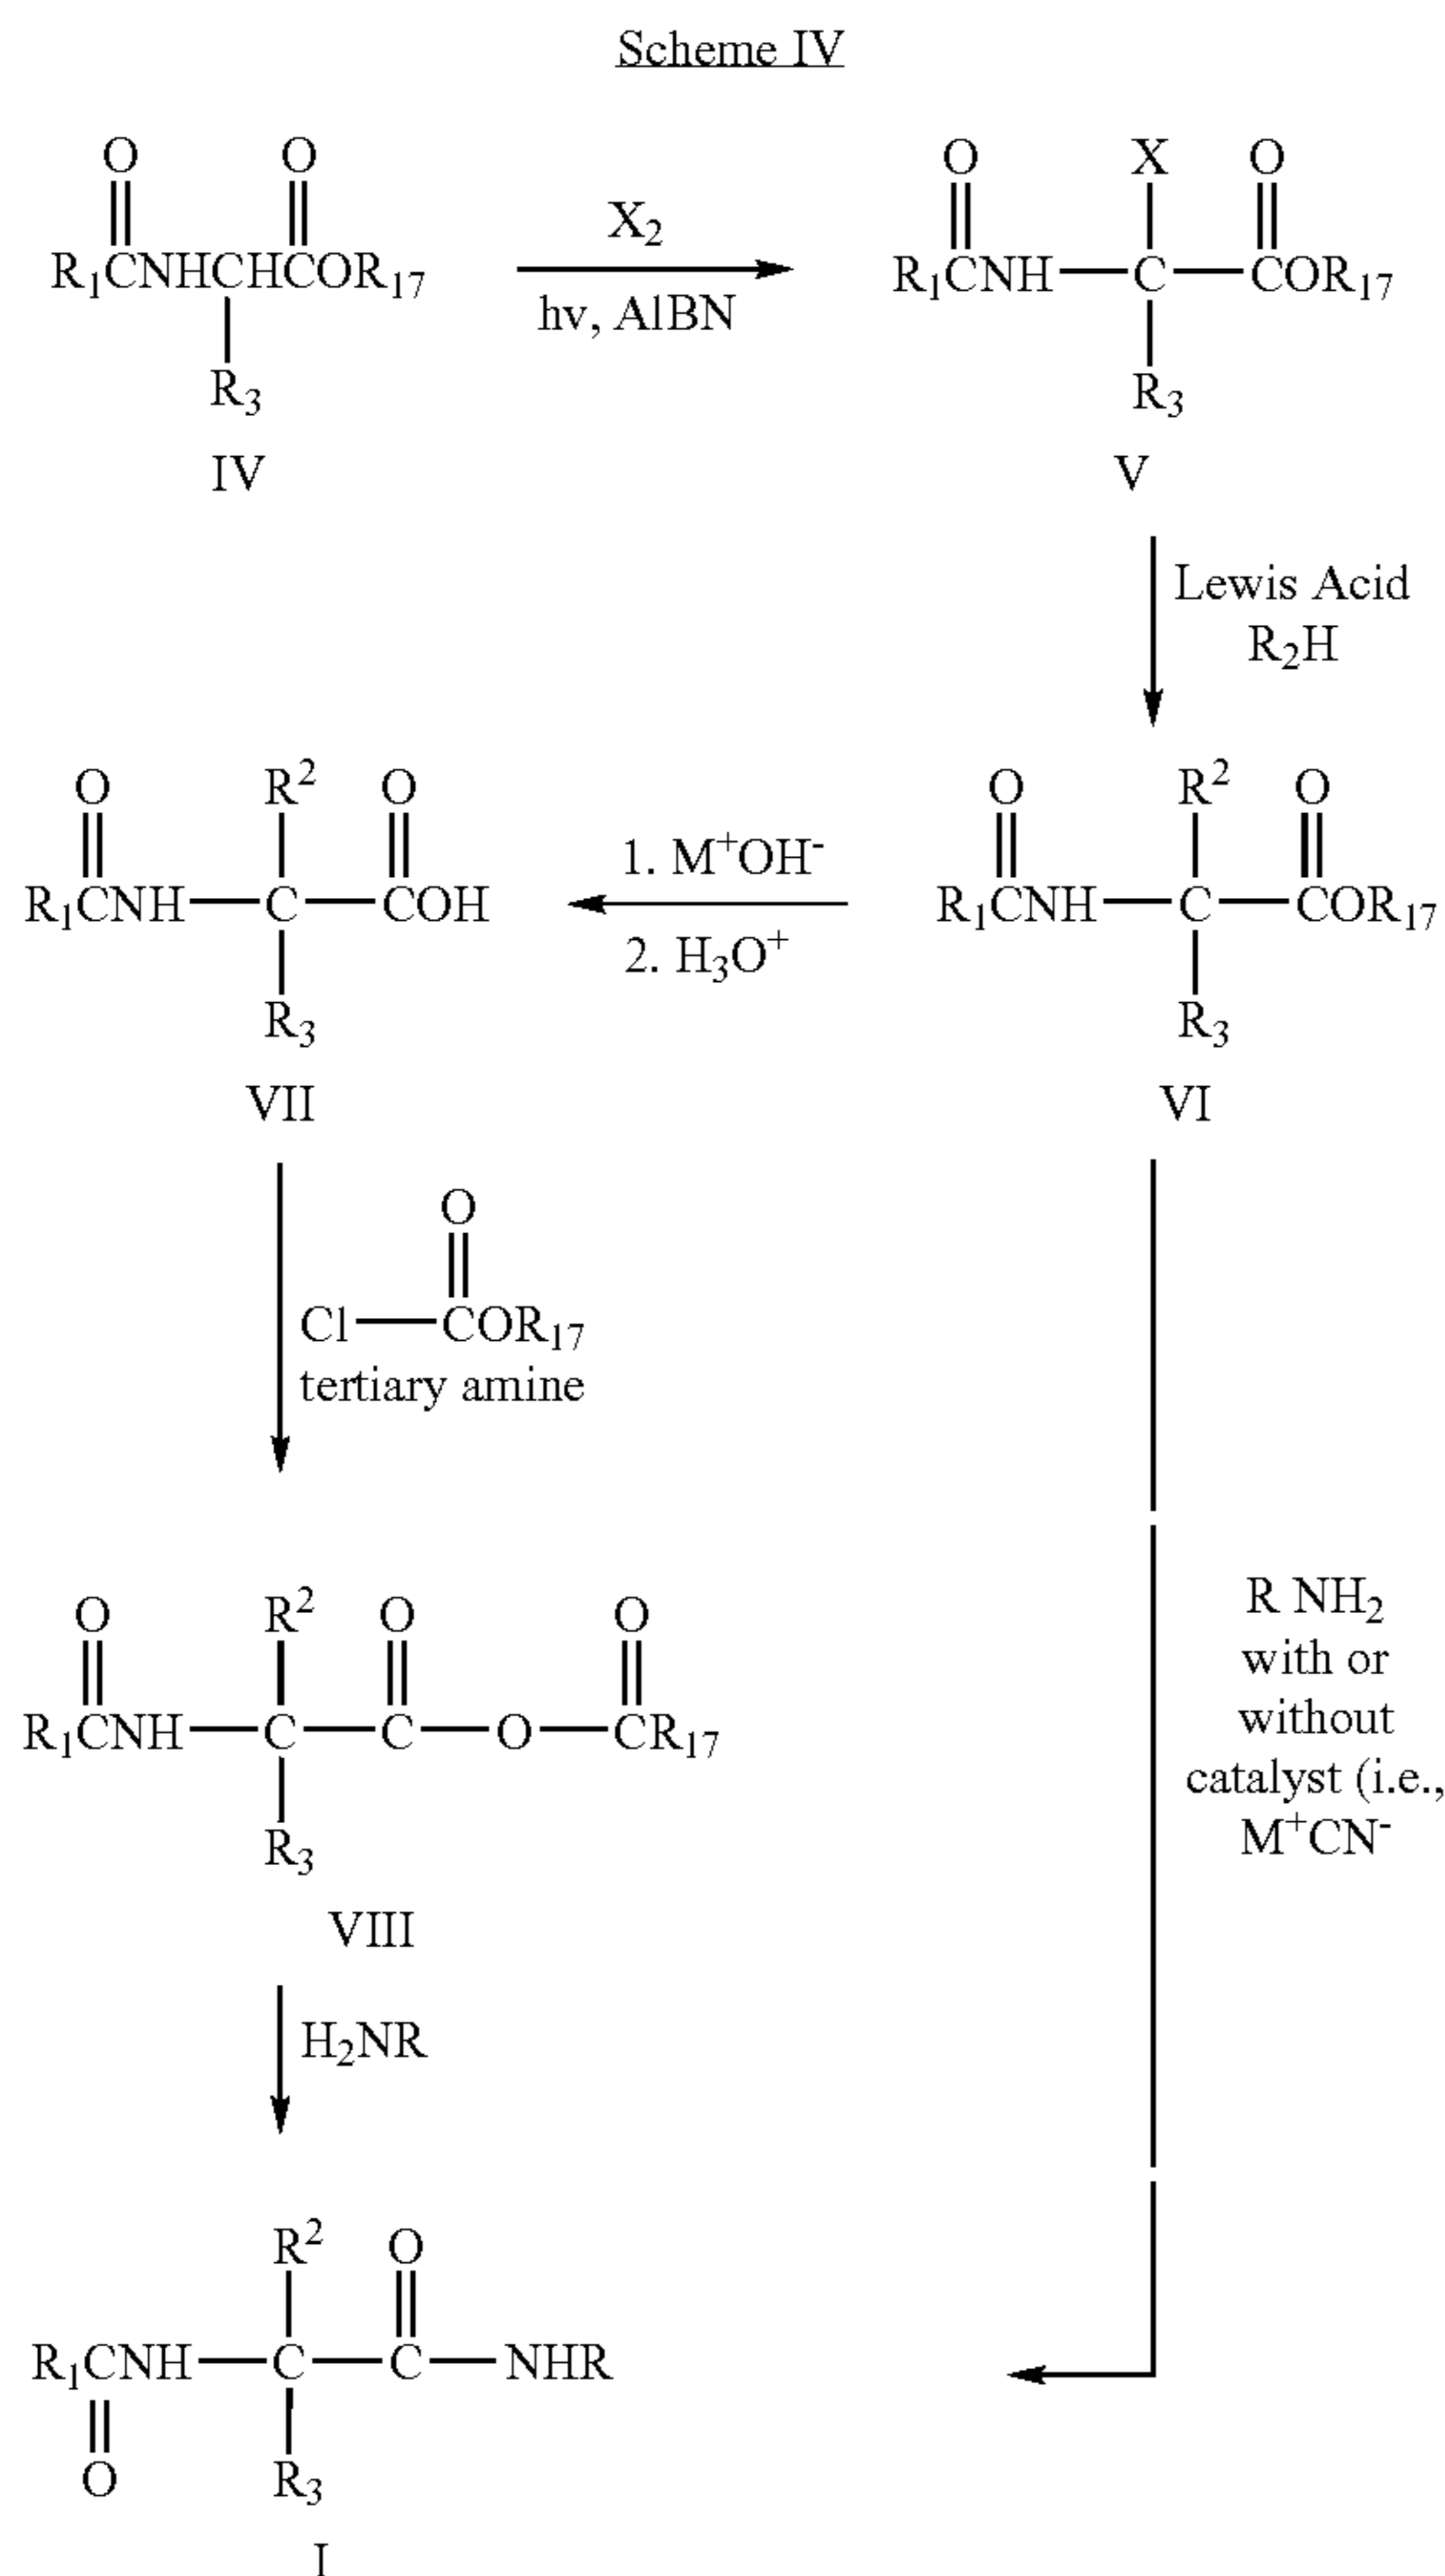 Scheme IV
O O
R₁CNHCHCOR₁₇
R₃
IV
X₂
hν, AlBN
O X O
R₁CNH—C—COR₁₇
R₃
V
Lewis Acid
R₂H
O R² O
R₁CNH—C—COR₁₇
R₃
VI
1. M⁺OH⁻
2. H₃O⁺
O R² O
R₁CNH—C—COH
R₃
VII
O
Cl—COR₁₇
tertiary amine
O R² O O
R₁CNH—C—C—O—CR₁₇
R₃
VIII
R NH₂
with or
without
catalyst (i.e.,
M⁺CN⁻
H₂NR
R² O
R₁CNH—C—C—NHR
O R₃
I